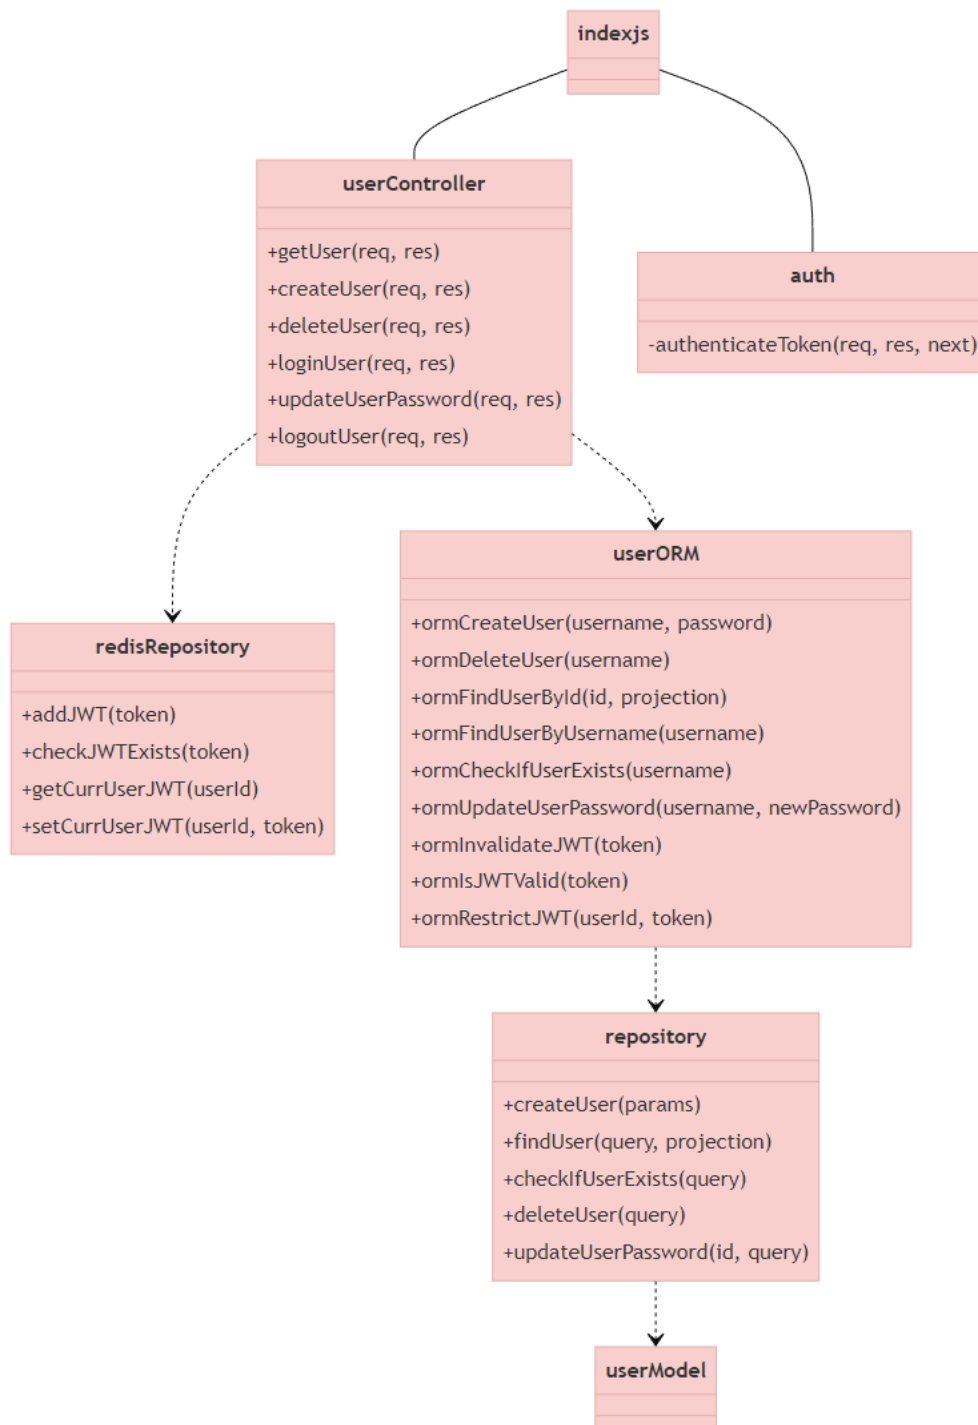 indexjs
userController
+getUser(req, res)
+createUser(req, res)
+deleteUser(req, res)
+loginUser(req, res)
+updateUserPassword(req, res)
+logoutUser(req, res)
auth
-authenticateToken(req, res, next)
redisRepository
+addJWT(token)
+checkJWTExists(token)
+getCurrUserJWT(userId)
+setCurrUserJWT(userId, token)
userORM
+ormCreateUser(username, password)
+ormDeleteUser(username)
+ormFindUserById(id, projection)
+ormFindUserByUsername(username)
+ormCheckIfUserExists(username)
+ormUpdateUserPassword(username, newPassword)
+ormInvalidateJWT(token)
+ormIsJWTValid(token)
+ormRestrictJWT(userId, token)
repository
+createUser(params)
+findUser(query, projection)
+checkIfUserExists(query)
+deleteUser(query)
+updateUserPassword(id, query)
userModel